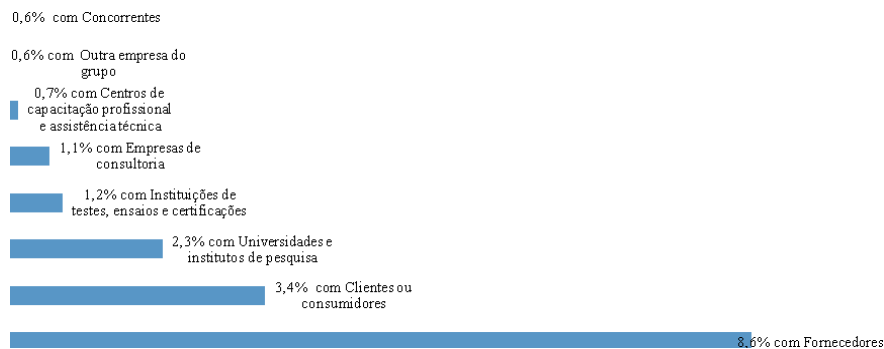 0,6% com Concorrentes
0,6% com Outra empresa do
grupo
0,7% com Centros de
capacitação profissional
e assistência técnica
1,1% com Empresas de
consultoria
1,2% com Instituições de
testes, ensaios e certificações
2,3% com Universidades e
institutos de pesquisa
3,4% com Clientes ou
consumidores
8,6% com Fornecedores